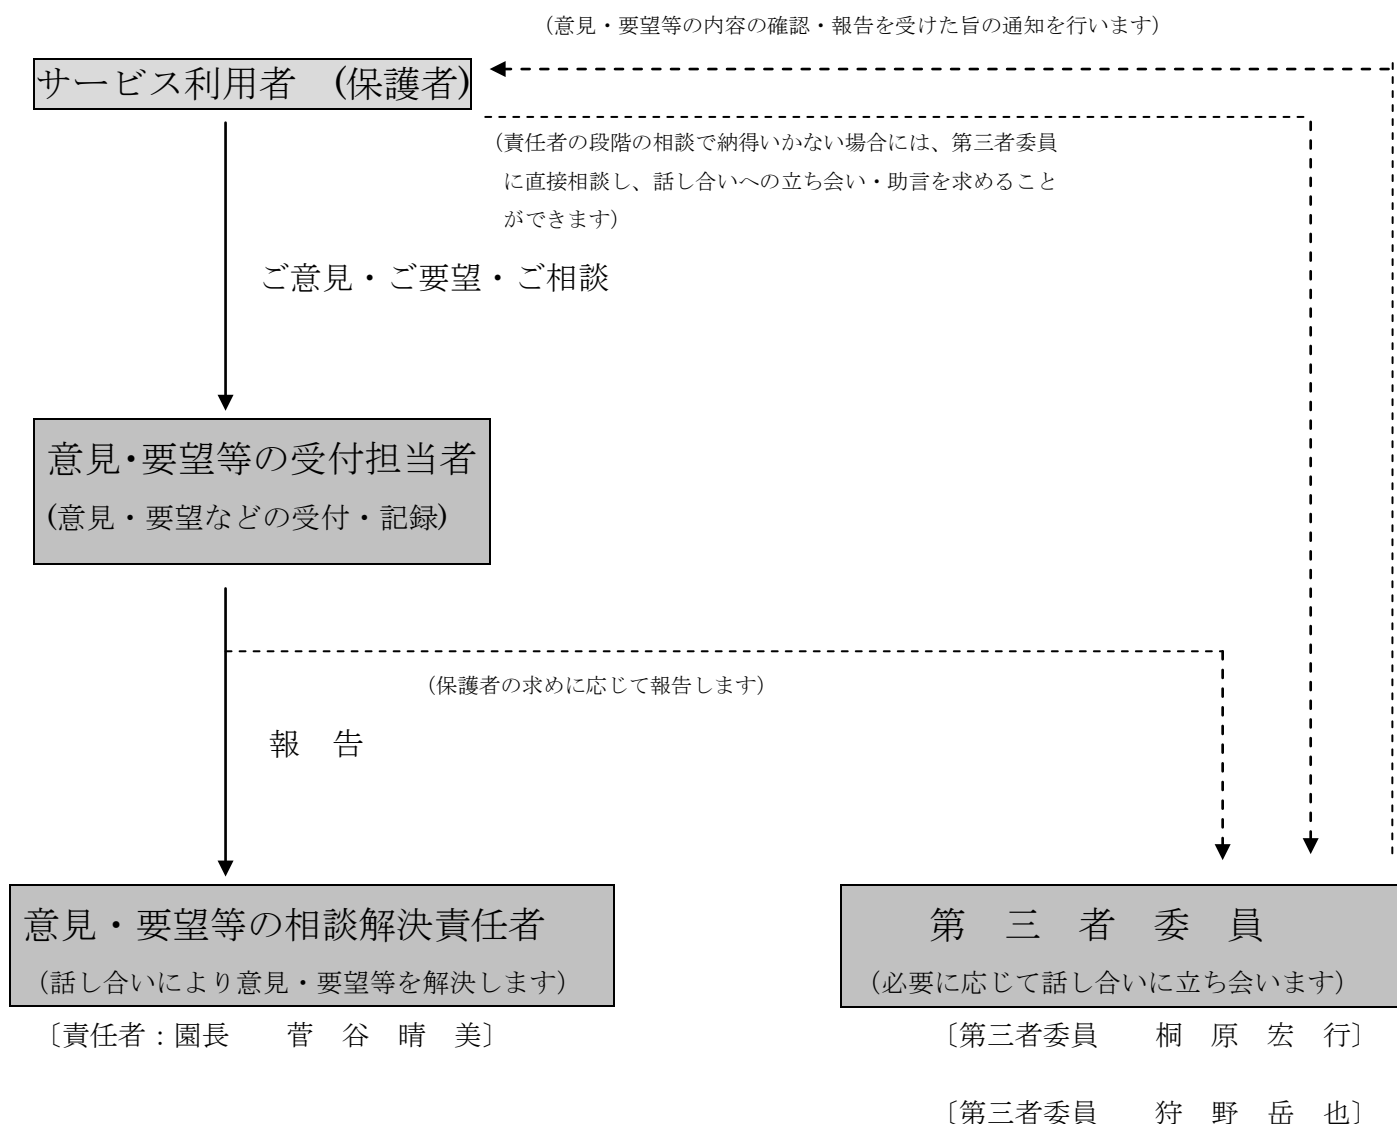 （意見・要望等の内容の確認・報告を受けた旨の通知を行います）
サービス利用者　(保護者)
（責任者の段階の相談で納得いかない場合には、第三者委員
に直接相談し、話し合いへの立ち会い・助言を求めること
ができます）
ご意見・ご要望・ご相談
意見･要望等の受付担当者
(意見・要望などの受付・記録)
（保護者の求めに応じて報告します）
報　告
意見・要望等の相談解決責任者
（話し合いにより意見・要望等を解決します）
〔責任者：園長　　菅　谷　晴　美〕
第　三　者　委　員
（必要に応じて話し合いに立ち会います）
〔第三者委員　　桐　原　宏　行〕
〔第三者委員　　狩　野　岳　也〕